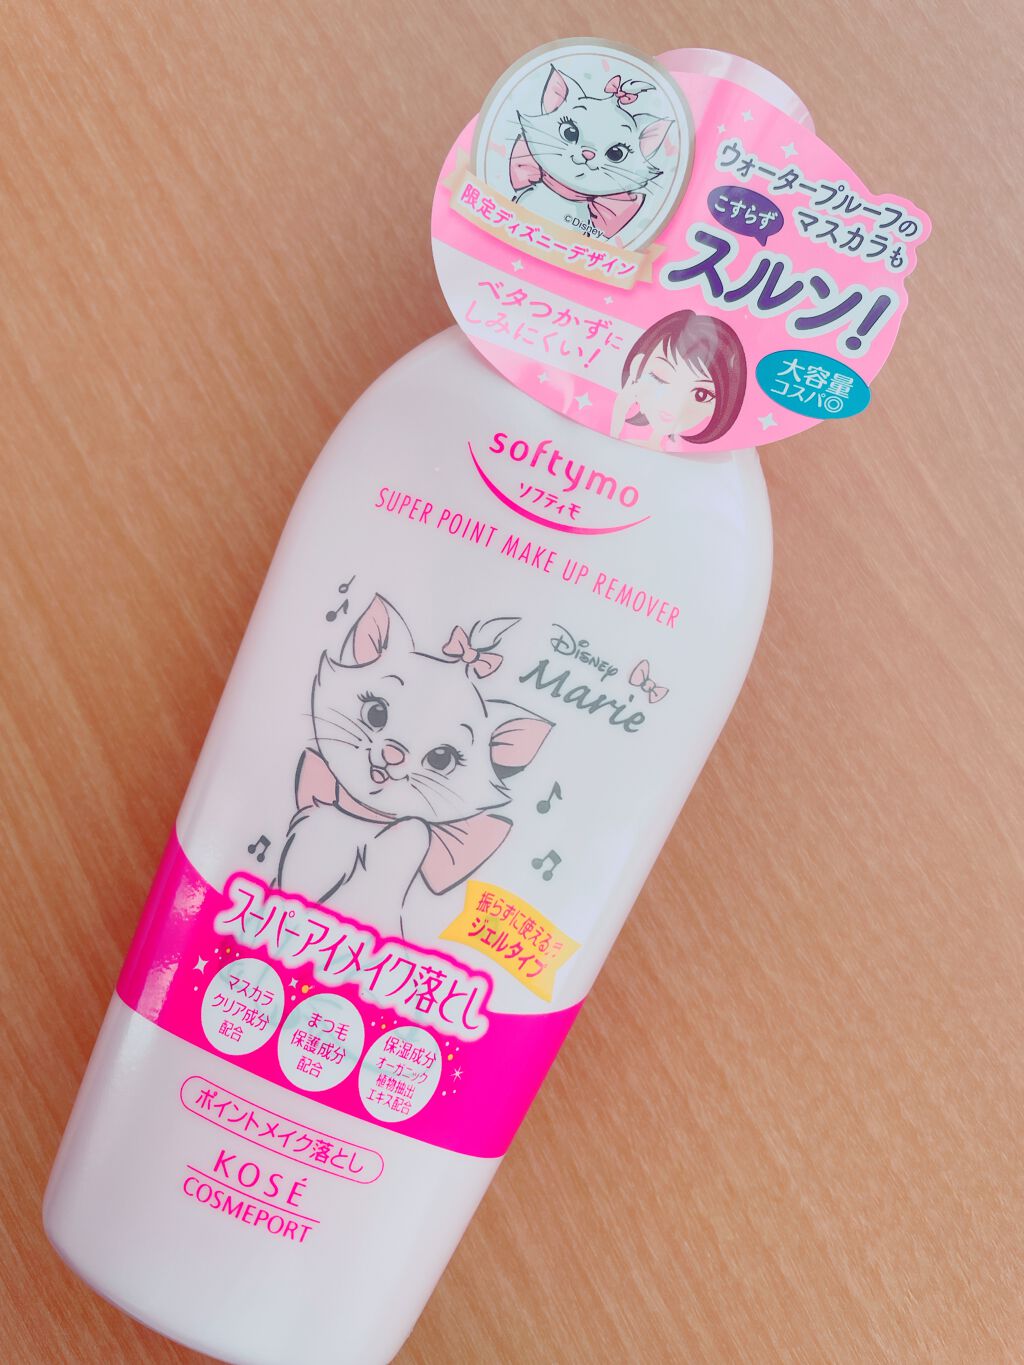 ©Disney
限定ディズニーデザイン
ウォータープルーフの
マスカラも
こすらず
スルン!
ベタつかずに
しみにくい!
大容量
コスパ◎
softymo
ソフティモ
SUPER POINT MAKE UP REMOVER
Disney
Marie
振らずに使える♬
ジェルタイプ
スーパーアイメイク落とし
マスカラ
クリア成分
配合
まつ毛
保護成分
配合
保湿成分
オーガニック
植物抽出
エキス配合
ポイントメイク落とし
KOSÉ
COSMEPORT